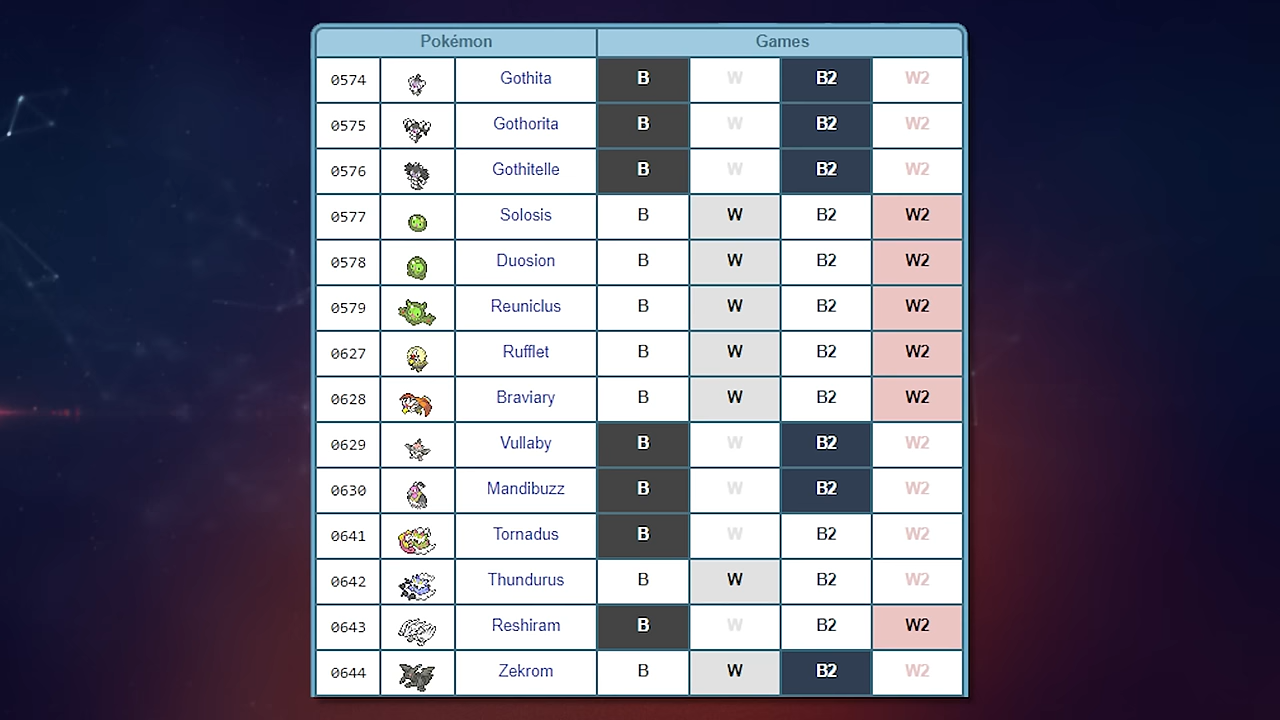 Pokémon Games
0574 Gothita B W B2 W2
0575 Gothorita B W B2 W2
0576 Gothitelle B W B2 W2
0577 Solosis B W B2 W2
0578 Duosion B W B2 W2
0579 Reuniclus B W B2 W2
0627 Rufflet B W B2 W2
0628 Braviary B W B2 W2
0629 Vullaby B W B2 W2
0630 Mandibuzz B W B2 W2
0641 Tornadus B W B2 W2
0642 Thundurus B W B2 W2
0643 Reshiram B W B2 W2
0644 Zekrom B W B2 W2